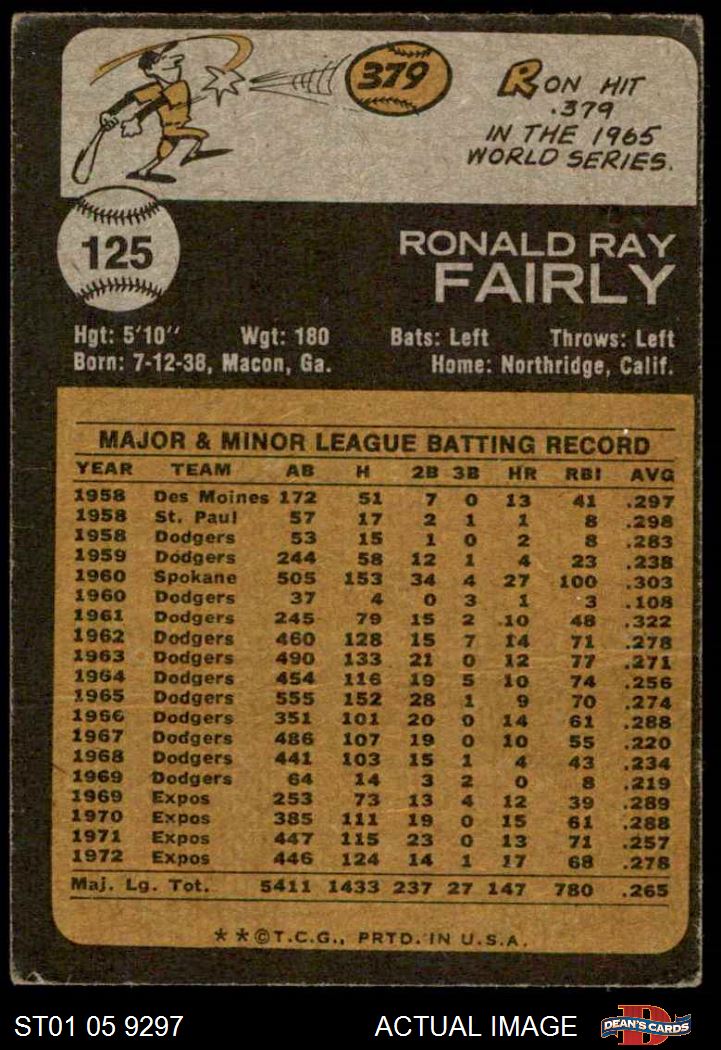 379
RON HIT
.379
IN THE 1965
WORLD SERIES.
125
RONALD RAY
FAIRLY
Hgt: 5'10" Wgt: 180 Bats: Left Throws: Left
Born: 7-12-38, Macon, Ga. Home: Northridge, Calif.
MAJOR & MINOR LEAGUE BATTING RECORD
YEAR TEAM AB H 2B 3B HR RBI AVG
1958 Des Moines 172 51 7 0 13 41 .297
1958 St. Paul 57 17 2 1 1 8 .298
1958 Dodgers 53 15 1 0 2 8 .283
1959 Dodgers 244 58 12 1 4 23 .238
1960 Spokane 505 153 34 4 27 100 .303
1960 Dodgers 37 4 0 3 1 3 .108
1961 Dodgers 245 79 15 2 10 48 .322
1962 Dodgers 460 128 15 7 14 71 .278
1963 Dodgers 490 133 21 0 12 77 .271
1964 Dodgers 454 116 19 5 10 74 .256
1965 Dodgers 555 152 28 1 9 70 .274
1966 Dodgers 351 101 20 0 14 61 .288
1967 Dodgers 486 107 19 0 10 55 .220
1968 Dodgers 441 103 15 1 4 43 .234
1969 Dodgers 64 14 3 2 0 8 .219
1969 Expos 253 73 13 4 12 39 .289
1970 Expos 385 111 19 0 15 61 .288
1971 Expos 447 115 23 0 13 71 .257
1972 Expos 446 124 14 1 17 68 .278
Maj. Lg. Tot. 5411 1433 237 27 147 780 .265
**©T.C.G., PRTD. IN U.S.A.
ST01 05 9297 ACTUAL IMAGE DEAN'S CARDS